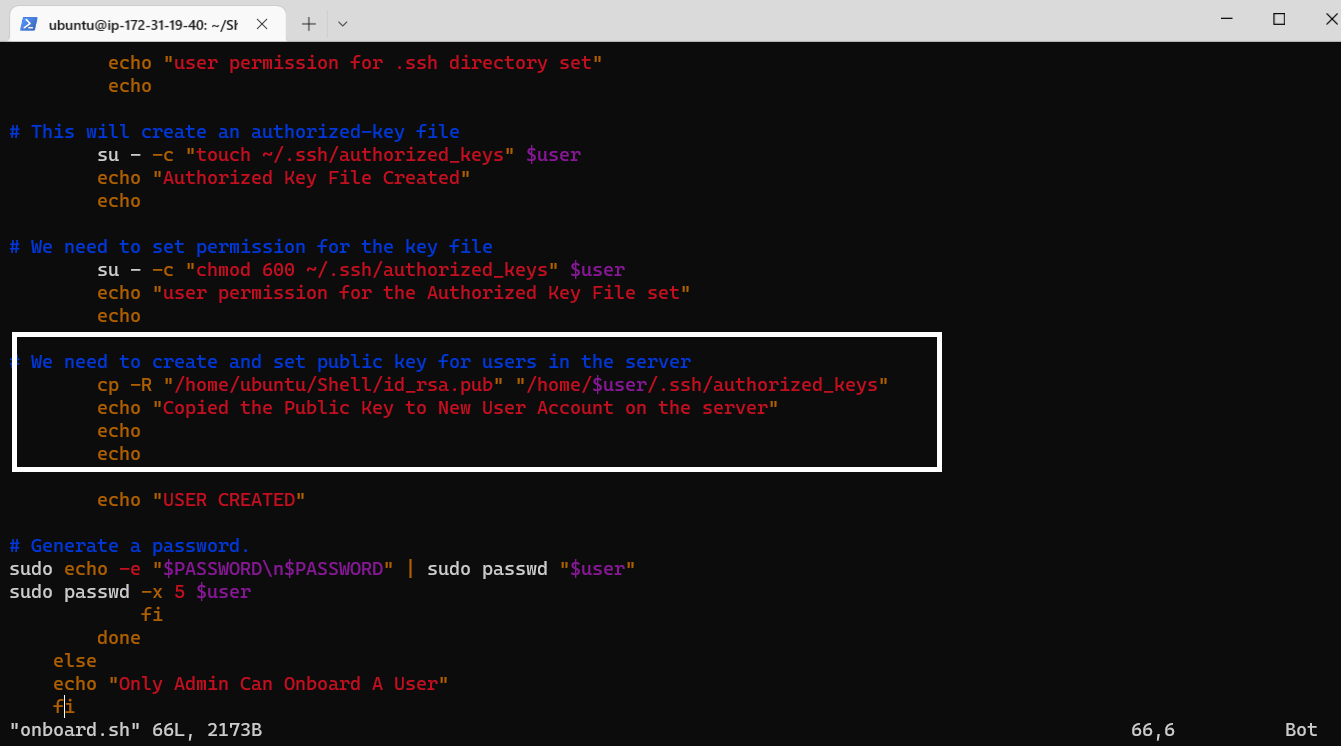 ubuntu@ip-172-31-19-40: ~/Sh
echo "user permission for .ssh directory set"
echo
# This will create an authorized-key file
su - -c "touch ~/.ssh/authorized_keys" $user
echo "Authorized Key File Created"
echo
# We need to set permission for the key file
su - -c "chmod 600 ~/.ssh/authorized_keys" $user
echo "user permission for the Authorized Key File set"
echo
# We need to create and set public key for users in the server
cp -R "/home/ubuntu/Shell/id_rsa.pub" "/home/$user/.ssh/authorized_keys"
echo "Copied the Public Key to New User Account on the server"
echo
echo
echo "USER CREATED"
# Generate a password.
sudo echo -e "$PASSWORD\n$PASSWORD" | sudo passwd "$user"
sudo passwd -x 5 $user
fi
done
else
echo "Only Admin Can Onboard A User"
fi
"onboard.sh" 66L, 2173B 66,6 Bot